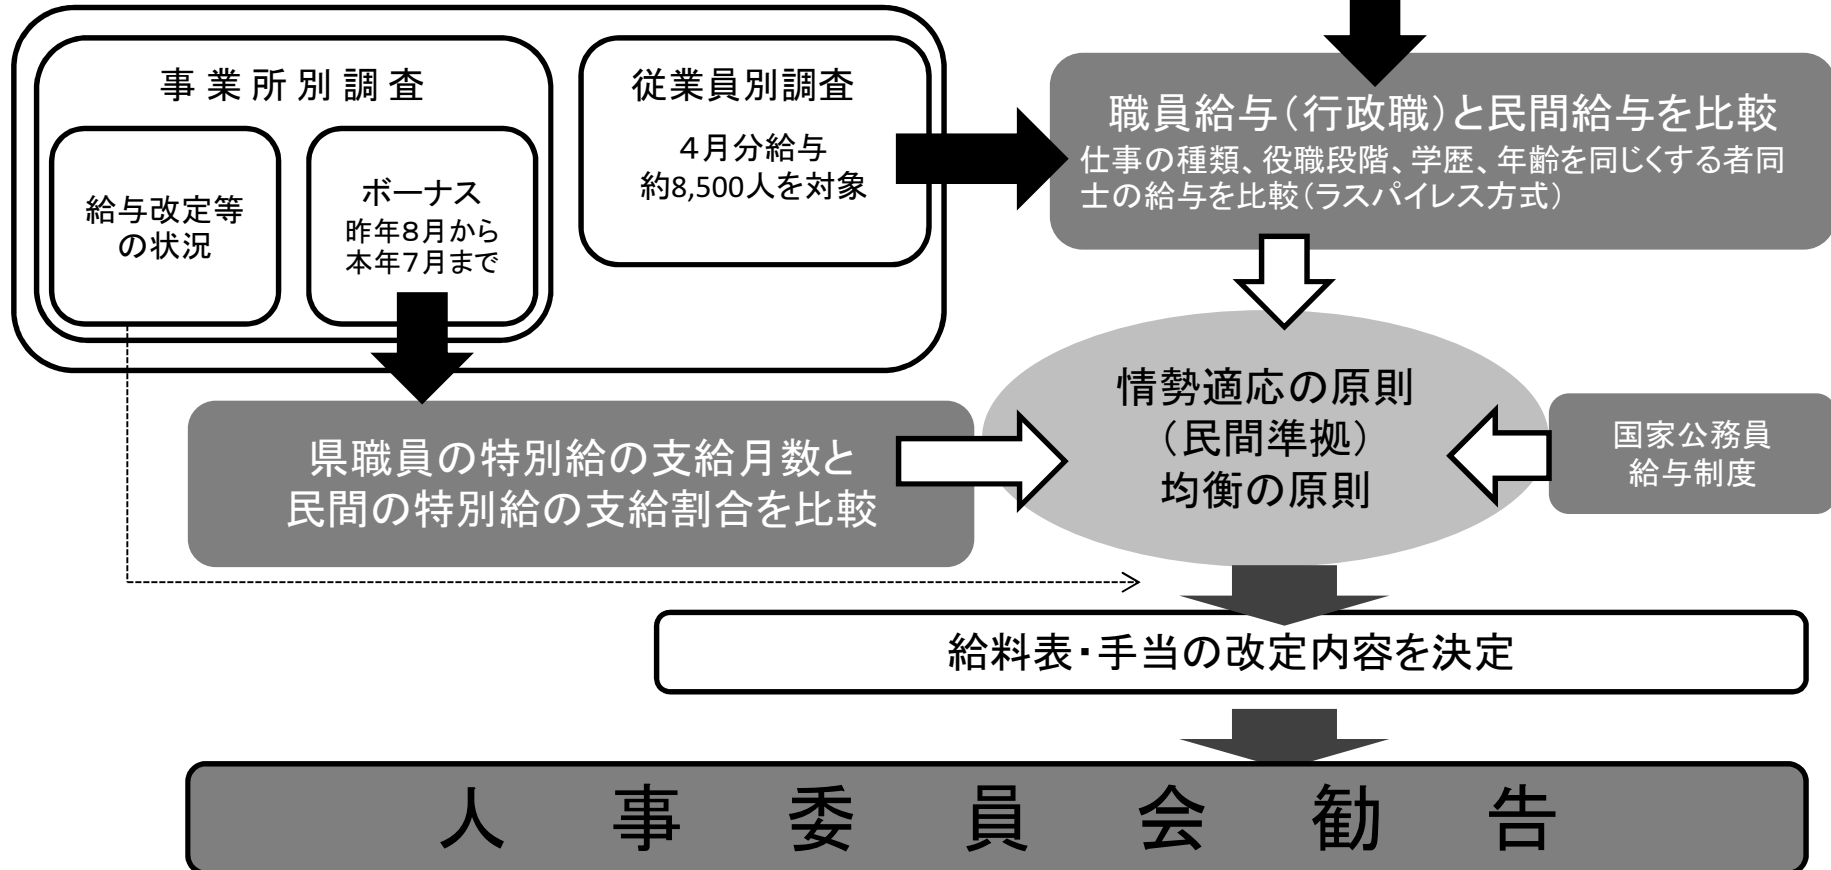 事業所別調査
給与改定等
の状況
ボーナス
昨年8月から
本年7月まで
従業員別調査
4月分給与
約8,500人を対象
職員給与(行政職)と民間給与を比較
仕事の種類、役職段階、学歴、年齢を同じくする者同
士の給与を比較(ラスパイレス方式)
県職員の特別給の支給月数と
民間の特別給の支給割合を比較
情勢適応の原則
(民間準拠)
均衡の原則
国家公務員
給与制度
給料表・手当の改定内容を決定
人事委員会勧告